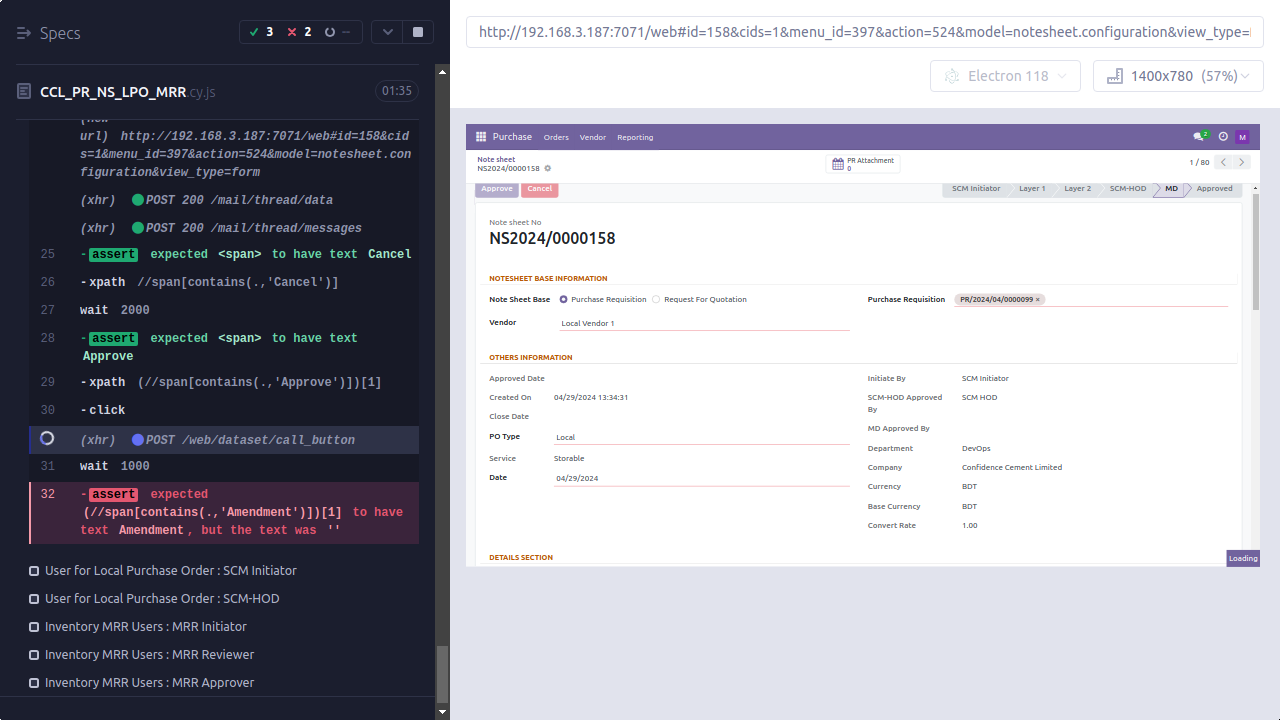 Specs
3
2
--
CCL_PR_NS_LPO_MRR.cy.js
01:35
url) http://192.168.3.187:7071/web#id=158&cid
s=1&menu_id=397&action=524&model=notesheet.con
figuration&view_type=form
(xhr) POST 200 /mail/thread/data
(xhr) POST 200 /mail/thread/messages
25 -assert expected <span> to have text Cancel
26 -xpath //span[contains(.,'Cancel')]
27 wait 2000
28 -assert expected <span> to have text
Approve
29 -xpath (//span[contains(.,'Approve')])[1]
30 -click
(xhr) POST /web/dataset/call_button
31 wait 1000
32 -assert expected
(//span[contains(.,'Amendment')])[1] to have
text Amendment, but the text was ''
User for Local Purchase Order : SCM Initiator
User for Local Purchase Order : SCM-HOD
Inventory MRR Users : MRR Initiator
Inventory MRR Users : MRR Reviewer
Inventory MRR Users : MRR Approver
http://192.168.3.187:7071/web#id=158&cids=1&menu_id=397&action=524&model=notesheet.configuration&view_type=
Electron 118
1400x780 (57%)
Purchase Orders Vendor Reporting
2
M
Note sheet
NS2024/0000158
PR Attachment
0
1 / 80
Approve Cancel
SCM Initiator Layer 1 Layer 2 SCM-HOD MD Approved
Note sheet No
NS2024/0000158
NOTESHEET BASE INFORMATION
Note Sheet Base Purchase Requisition Request For Quotation
Purchase Requisition PR/2024/04/0000099 ×
Vendor Local Vendor 1
OTHERS INFORMATION
Approved Date
Created On 04/29/2024 13:34:31
Close Date
PO Type Local
Service Storable
Date 04/29/2024
Initiate By SCM Initiator
SCM-HOD Approved SCM HOD
By
MD Approved By
Department DevOps
Company Confidence Cement Limited
Currency BDT
Base Currency BDT
Convert Rate 1.00
DETAILS SECTION
Loading